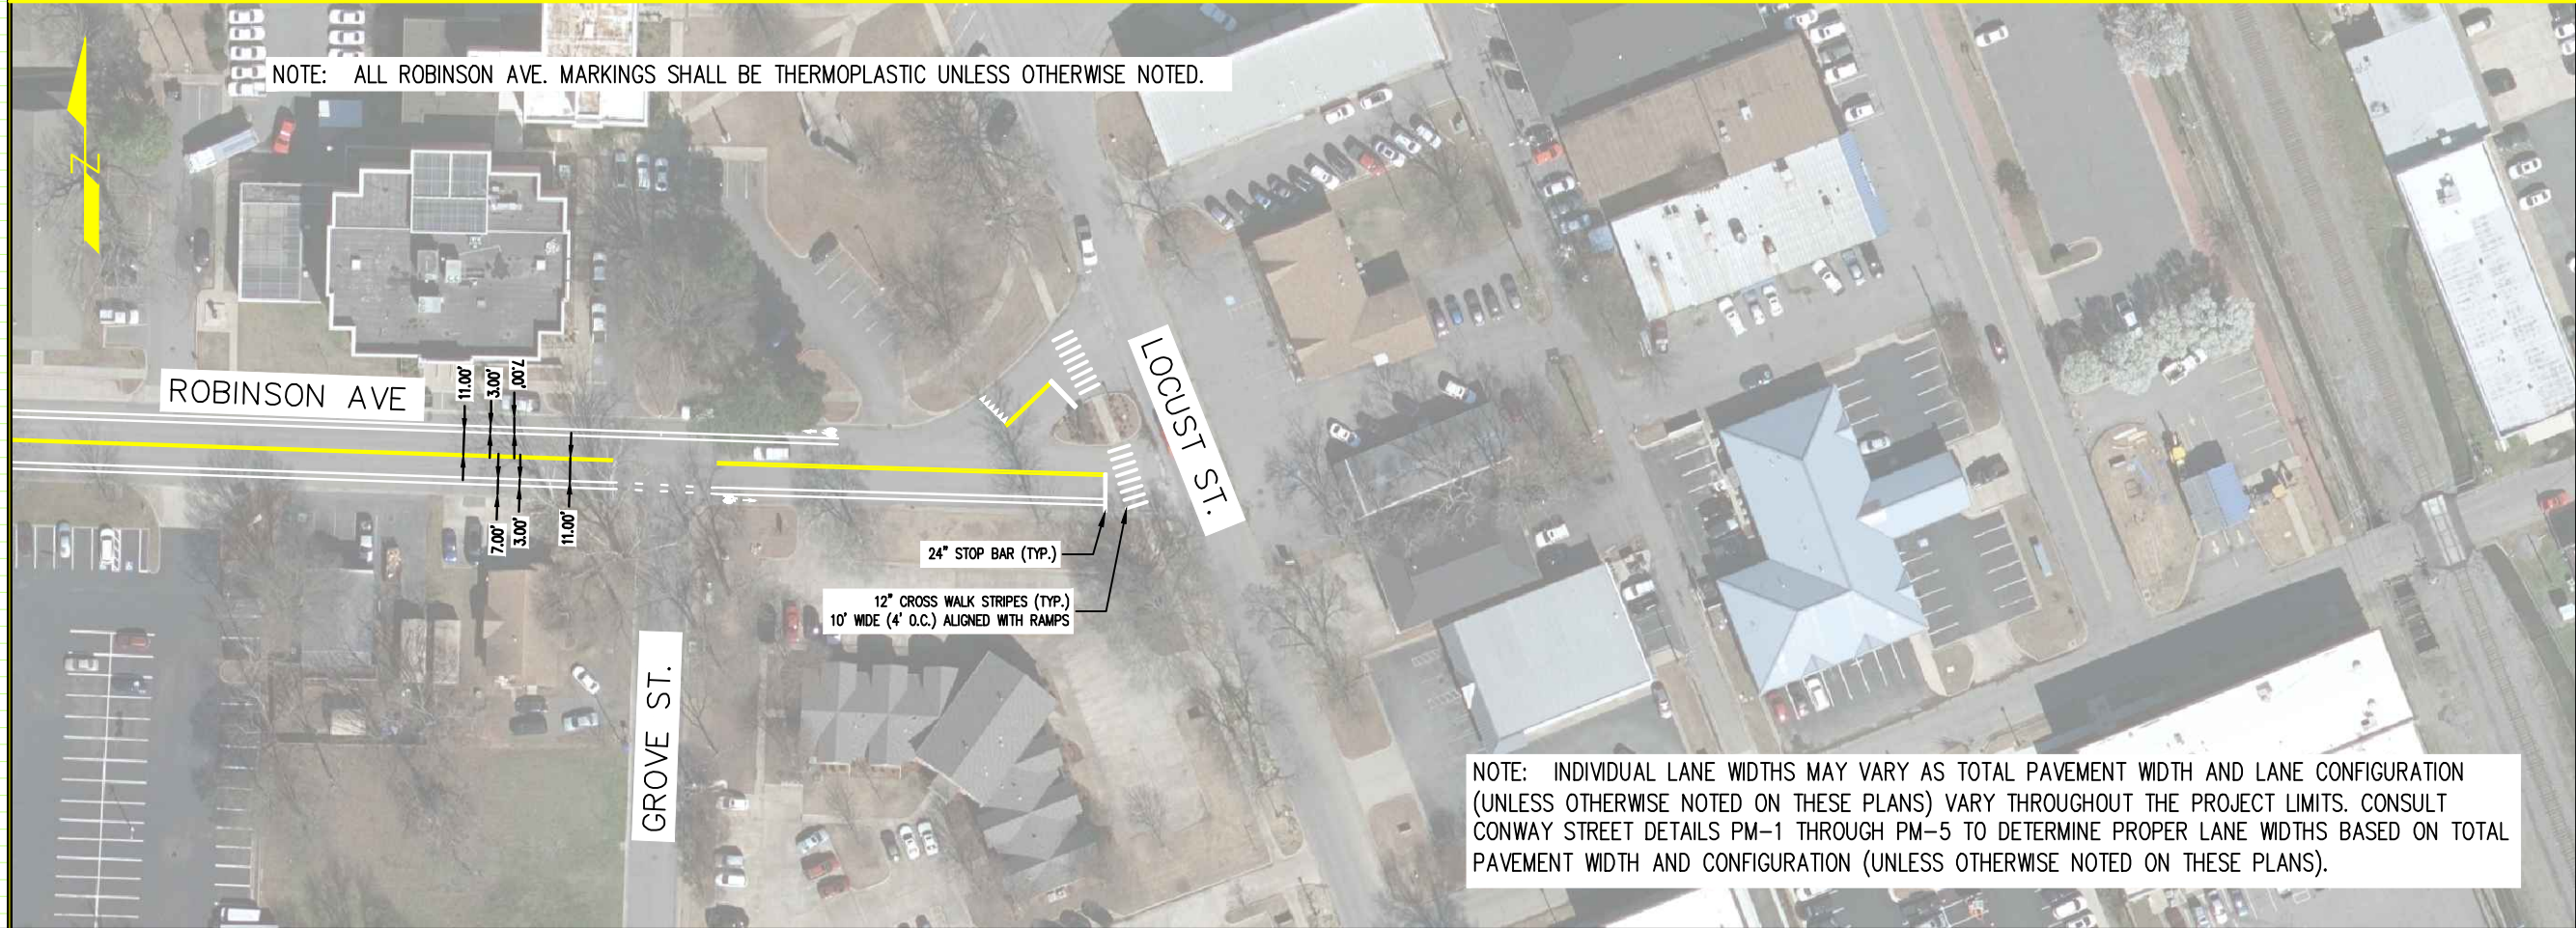 NOTE: ALL ROBINSON AVE. MARKINGS SHALL BE THERMOPLASTIC UNLESS OTHERWISE NOTED.
N
ROBINSON AVE
11.00'
3.00'
7.00'
7.00'
3.00'
11.00'
LOCUST ST.
24" STOP BAR (TYP.)
12" CROSS WALK STRIPES (TYP.)
10' WIDE (4' O.C.) ALIGNED WITH RAMPS
GROVE ST.
NOTE: INDIVIDUAL LANE WIDTHS MAY VARY AS TOTAL PAVEMENT WIDTH AND LANE CONFIGURATION
(UNLESS OTHERWISE NOTED ON THESE PLANS) VARY THROUGHOUT THE PROJECT LIMITS. CONSULT
CONWAY STREET DETAILS PM-1 THROUGH PM-5 TO DETERMINE PROPER LANE WIDTHS BASED ON TOTAL
PAVEMENT WIDTH AND CONFIGURATION (UNLESS OTHERWISE NOTED ON THESE PLANS).